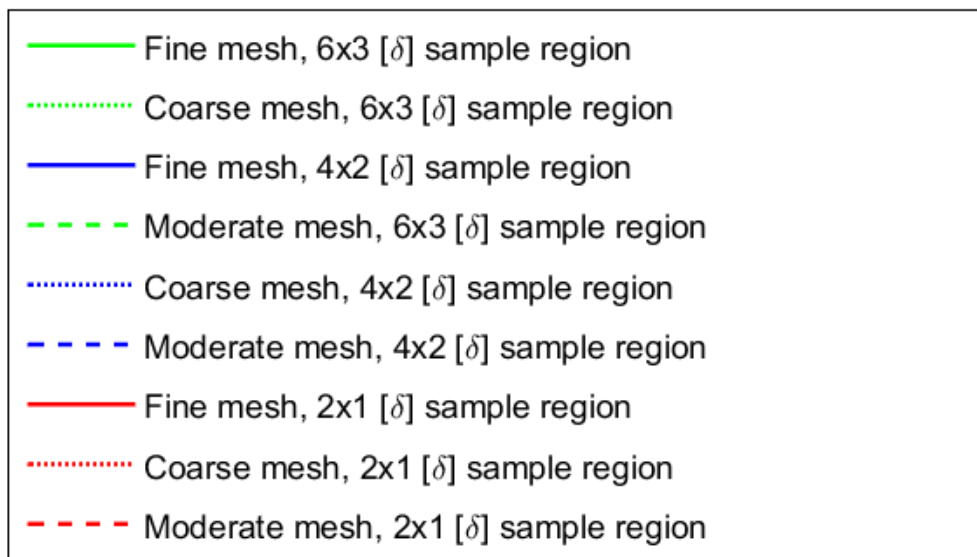 Fine mesh, 6x3 [δ] sample region
Coarse mesh, 6x3 [δ] sample region
Fine mesh, 4x2 [δ] sample region
Moderate mesh, 6x3 [δ] sample region
Coarse mesh, 4x2 [δ] sample region
Moderate mesh, 4x2 [δ] sample region
Fine mesh, 2x1 [δ] sample region
Coarse mesh, 2x1 [δ] sample region
Moderate mesh, 2x1 [δ] sample region